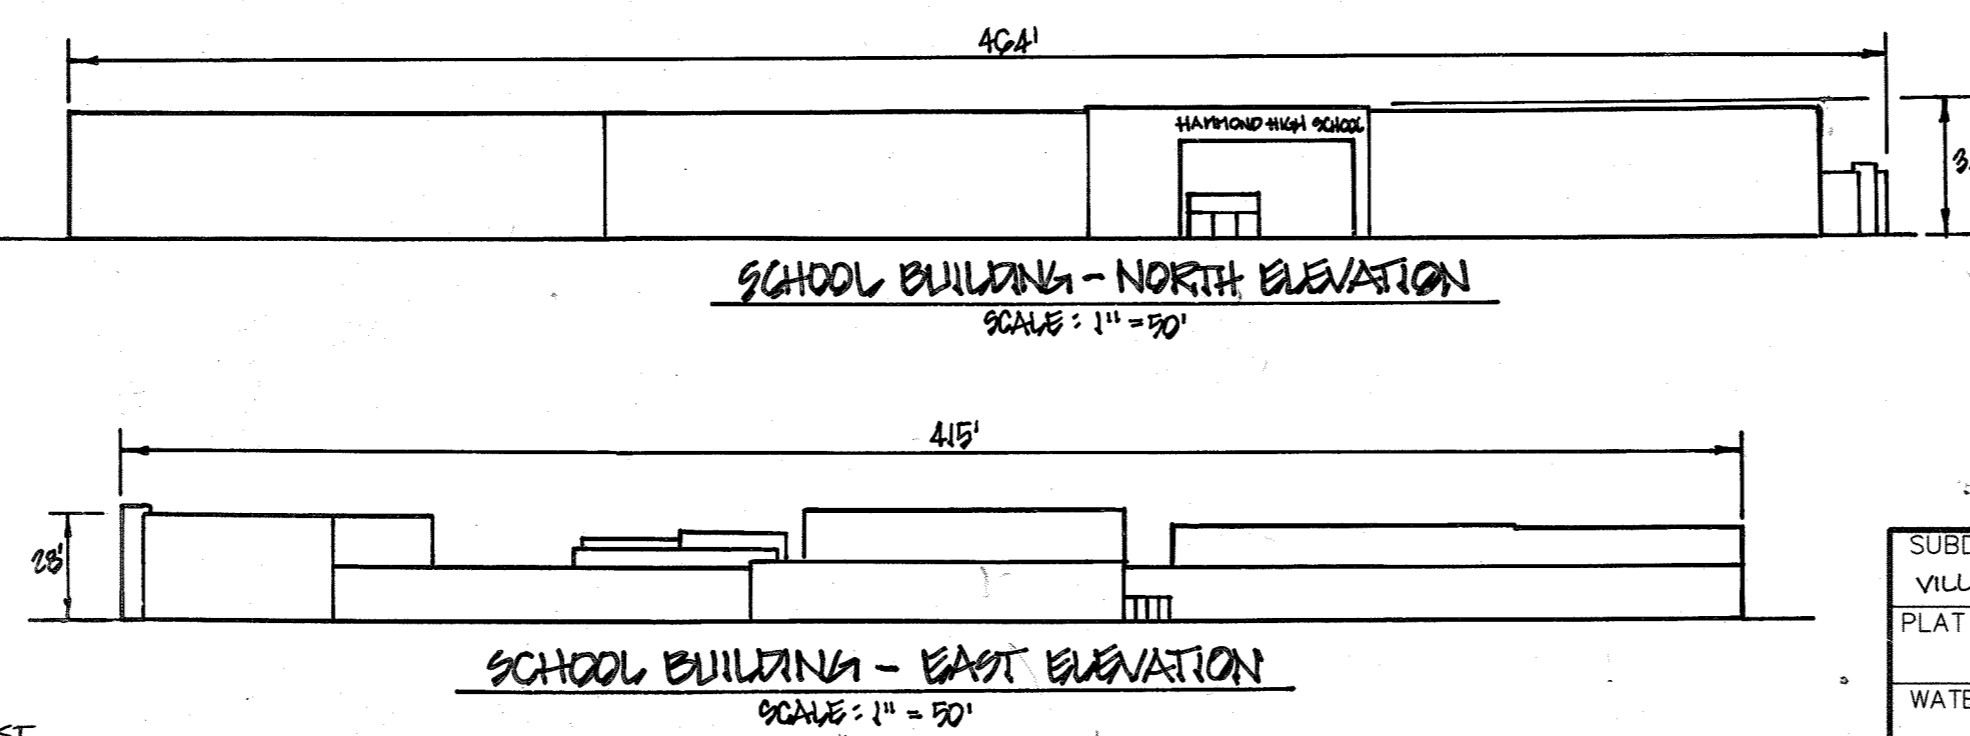 464'
HAMMOND HIGH SCHOOL
SCHOOL BUILDING - NORTH ELEVATION
SCALE: 1" = 50'
415'
28'
SCHOOL BUILDING - EAST ELEVATION
SCALE: 1" = 50'
SUBD
VILL
PLAT
WATE
ST